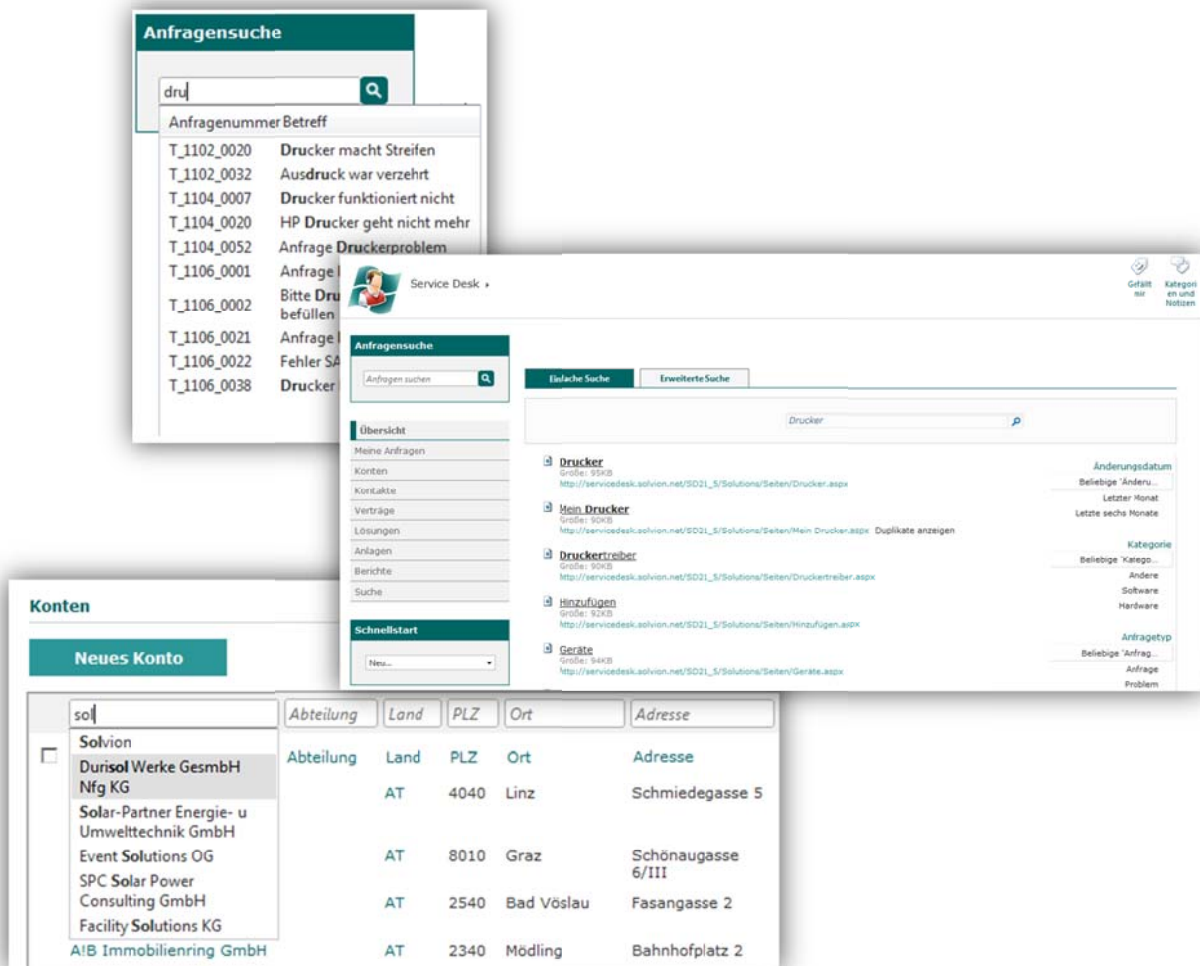 Anfragensuche
dru
Anfragenummer Betreff
T_1102_0020 Drucker macht Streifen
T_1102_0032 Ausdruck war verzehrt
T_1104_0007 Drucker funktioniert nicht
T_1104_0020 HP Drucker geht nicht mehr
T_1104_0052 Anfrage Druckerproblem
T_1106_0001 Anfrage
T_1106_0002 Bitte Dru
befüllen
T_1106_0021 Anfrage
T_1106_0022 Fehler SA
T_1106_0038 Drucker
Service Desk
Gefällt
mir
Kategori
en und
Notizen
Anfragensuche
Anfragen suchen
Übersicht
Meine Anfragen
Konten
Kontakte
Verträge
Lösungen
Anlagen
Berichte
Suche
Schnellstart
Neu...
Einfache Suche Erweiterte Suche
Drucker
Drucker
Größe: 95KB
http://servicedesk.solvion.net/SD21_5/Solutions/Seiten/Drucker.aspx
Mein Drucker
Größe: 90KB
http://servicedesk.solvion.net/SD21_5/Solutions/Seiten/Mein Drucker.aspx Duplikate anzeigen
Druckertreiber
Größe: 90KB
http://servicedesk.solvion.net/SD21_5/Solutions/Seiten/Druckertreiber.aspx
Hinzufügen
Größe: 92KB
http://servicedesk.solvion.net/SD21_5/Solutions/Seiten/Hinzufügen.aspx
Geräte
Größe: 94KB
http://servicedesk.solvion.net/SD21_5/Solutions/Seiten/Geräte.aspx
Änderungsdatum
Beliebige 'Änderu...
Letzter Monat
Letzte sechs Monate
Kategorie
Beliebige 'Katego...
Andere
Software
Hardware
Anfragetyp
Beliebige 'Anfrag...
Anfrage
Problem
Konten
Neues Konto
sol Abteilung Land PLZ Ort Adresse
Solvion
Durisol Werke GesmbH
Nfg KG
Solar-Partner Energie- u
Umwelttechnik GmbH
Event Solutions OG
SPC Solar Power
Consulting GmbH
Facility Solutions KG
A!B Immobilienring GmbH
Abteilung Land PLZ Ort Adresse
AT 4040 Linz Schmiedegasse 5
AT 8010 Graz Schönaugasse
6/III
AT 2540 Bad Vöslau Fasangasse 2
AT 2340 Mödling Bahnhofplatz 2